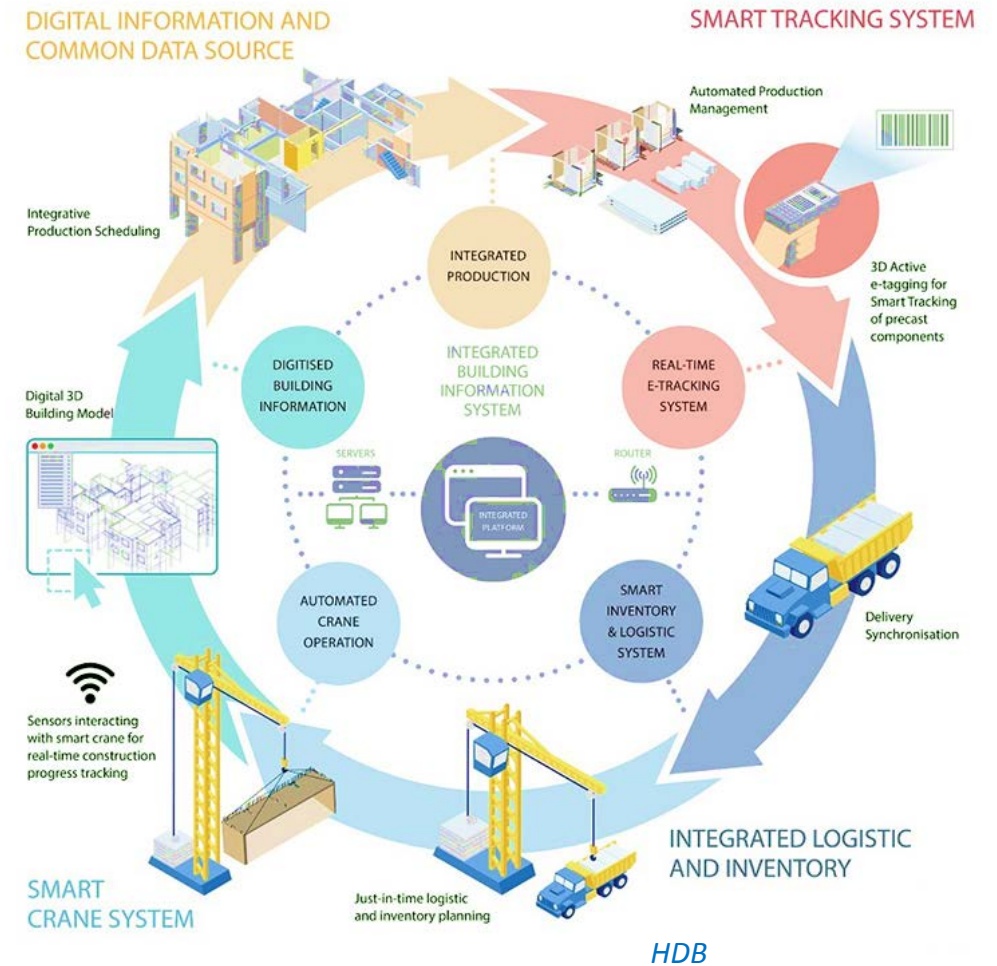 DIGITAL INFORMATION AND
COMMON DATA SOURCE
SMART TRACKING SYSTEM
Automated Production
Management
Integrative
Production Scheduling
INTEGRATED
PRODUCTION
3D Active
e-tagging for
Smart Tracking
of precast
components
DIGITISED
BUILDING
INFORMATION
INTEGRATED
BUILDING
INFORMATION
SYSTEM
REAL-TIME
E-TRACKING
SYSTEM
Digital 3D
Building Model
SERVERS
ROUTER
INTEGRATED
PLATFORM
AUTOMATED
CRANE
OPERATION
SMART
INVENTORY
& LOGISTIC
SYSTEM
Delivery
Synchronisation
Sensors interacting
with smart crane for
real-time construction
progress tracking
INTEGRATED LOGISTIC
AND INVENTORY
SMART
CRANE SYSTEM
Just-in-time logistic
and inventory planning
HDB